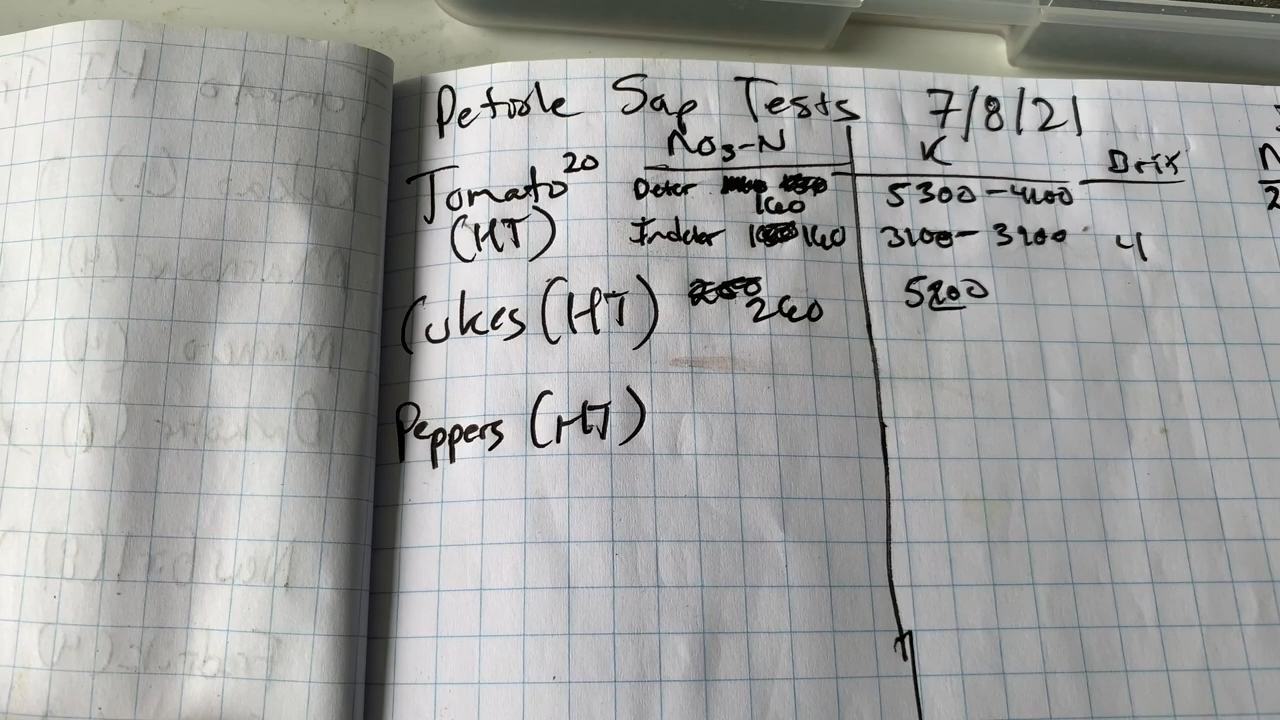 Petiole Sap Tests 7/8/21
NO3-N K Brix
Tomato 20 Deter 160 5300-4100
(HT) Indeter 160 3200-3200 4
Cukes (HT) 240 5200
Peppers (HT)